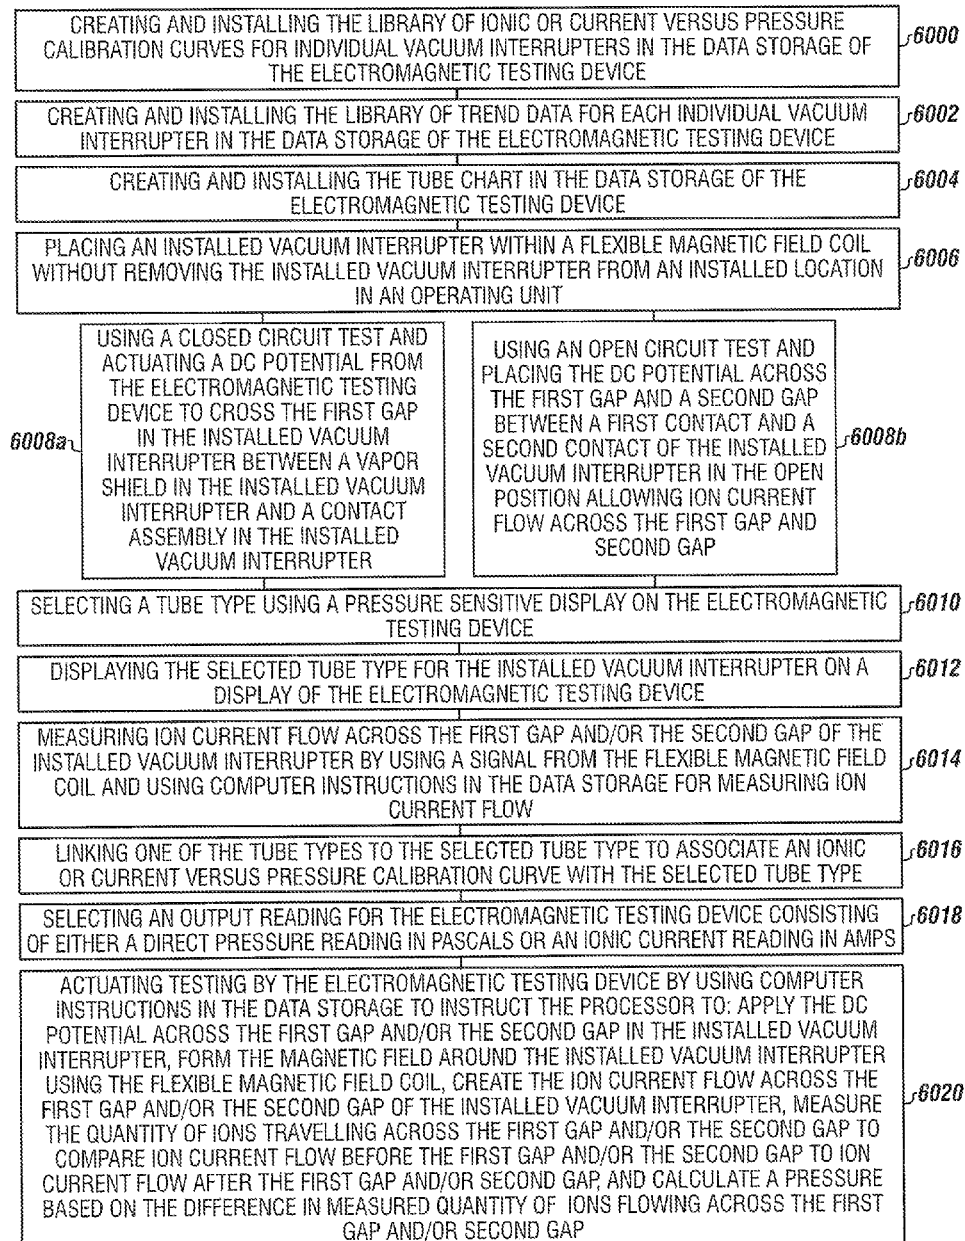 CREATING AND INSTALLING THE LIBRARY OF IONIC OR CURRENT VERSUS PRESSURE
CALIBRATION CURVES FOR INDIVIDUAL VACUUM INTERRUPTERS IN THE DATA STORAGE OF
THE ELECTROMAGNETIC TESTING DEVICE
6000
CREATING AND INSTALLING THE LIBRARY OF TREND DATA FOR EACH INDIVIDUAL VACUUM
INTERRUPTER IN THE DATA STORAGE OF THE ELECTROMAGNETIC TESTING DEVICE
6002
CREATING AND INSTALLING THE TUBE CHART IN THE DATA STORAGE OF THE
ELECTROMAGNETIC TESTING DEVICE
6004
PLACING AN INSTALLED VACUUM INTERRUPTER WITHIN A FLEXIBLE MAGNETIC FIELD COIL
WITHOUT REMOVING THE INSTALLED VACUUM INTERRUPTER FROM AN INSTALLED LOCATION
IN AN OPERATING UNIT
6006
USING A CLOSED CIRCUIT TEST AND
ACTUATING A DC POTENTIAL FROM
THE ELECTROMAGNETIC TESTING
DEVICE TO CROSS THE FIRST GAP
IN THE INSTALLED VACUUM
INTERRUPTER BETWEEN A VAPOR
SHIELD IN THE INSTALLED VACUUM
INTERRUPTER AND A CONTACT
ASSEMBLY IN THE INSTALLED
VACUUM INTERRUPTER
6008a
USING AN OPEN CIRCUIT TEST AND
PLACING THE DC POTENTIAL ACROSS
THE FIRST GAP AND A SECOND GAP
BETWEEN A FIRST CONTACT AND A
SECOND CONTACT OF THE INSTALLED
VACUUM INTERRUPTER IN THE OPEN
POSITION ALLOWING ION CURRENT
FLOW ACROSS THE FIRST GAP AND
SECOND GAP
6008b
SELECTING A TUBE TYPE USING A PRESSURE SENSITIVE DISPLAY ON THE ELECTROMAGNETIC
TESTING DEVICE
6010
DISPLAYING THE SELECTED TUBE TYPE FOR THE INSTALLED VACUUM INTERRUPTER ON A
DISPLAY OF THE ELECTROMAGNETIC TESTING DEVICE
6012
MEASURING ION CURRENT FLOW ACROSS THE FIRST GAP AND/OR THE SECOND GAP OF THE
INSTALLED VACUUM INTERRUPTER BY USING A SIGNAL FROM THE FLEXIBLE MAGNETIC FIELD
COIL AND USING COMPUTER INSTRUCTIONS IN THE DATA STORAGE FOR MEASURING ION
CURRENT FLOW
6014
LINKING ONE OF THE TUBE TYPES TO THE SELECTED TUBE TYPE TO ASSOCIATE AN IONIC
OR CURRENT VERSUS PRESSURE CALIBRATION CURVE WITH THE SELECTED TUBE TYPE
6016
SELECTING AN OUTPUT READING FOR THE ELECTROMAGNETIC TESTING DEVICE CONSISTING
OF EITHER A DIRECT PRESSURE READING IN PASCALS OR AN IONIC CURRENT READING IN AMPS
6018
ACTUATING TESTING BY THE ELECTROMAGNETIC TESTING DEVICE BY USING COMPUTER
INSTRUCTIONS IN THE DATA STORAGE TO INSTRUCT THE PROCESSOR TO: APPLY THE DC
POTENTIAL ACROSS THE FIRST GAP AND/OR THE SECOND GAP IN THE INSTALLED VACUUM
INTERRUPTER, FORM THE MAGNETIC FIELD AROUND THE INSTALLED VACUUM INTERRUPTER
USING THE FLEXIBLE MAGNETIC FIELD COIL, CREATE THE ION CURRENT FLOW ACROSS THE
FIRST GAP AND/OR THE SECOND GAP OF THE INSTALLED VACUUM INTERRUPTER, MEASURE
THE QUANTITY OF IONS TRAVELLING ACROSS THE FIRST GAP AND/OR THE SECOND GAP TO
COMPARE ION CURRENT FLOW BEFORE THE FIRST GAP AND/OR THE SECOND GAP TO ION
CURRENT FLOW AFTER THE FIRST GAP AND/OR SECOND GAP, AND CALCULATE A PRESSURE
BASED ON THE DIFFERENCE IN MEASURED QUANTITY OF IONS FLOWING ACROSS THE FIRST
GAP AND/OR SECOND GAP
6020